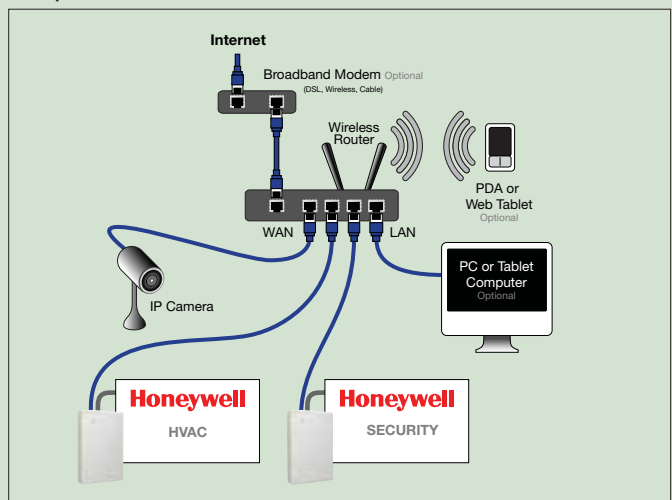 Internet
Broadband Modem Optional
(DSL, Wireless, Cable)
Wireless
Router
PDA or
Web Tablet
Optional
WAN
LAN
PC or Tablet
Computer
Optional
IP Camera
Honeywell
HVAC
Honeywell
SECURITY